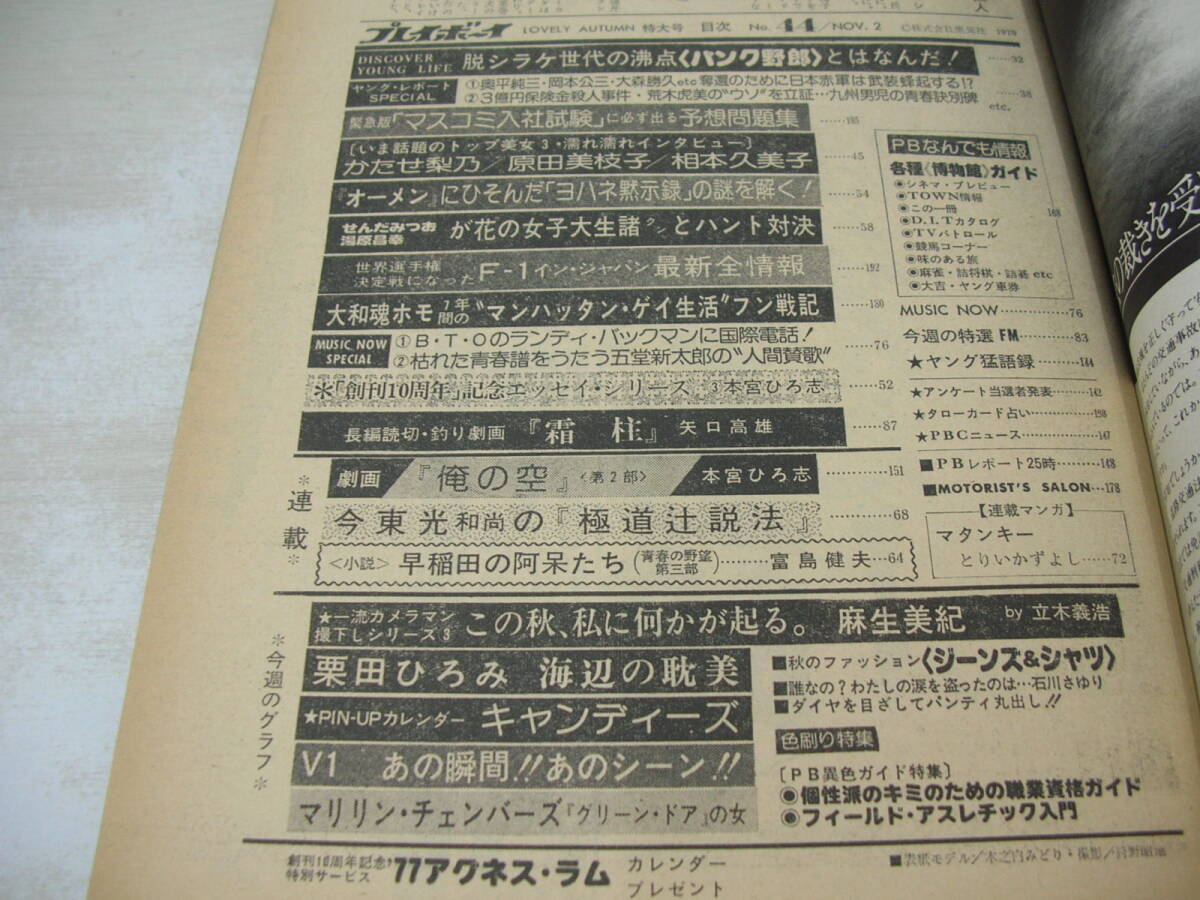 プレイボーイ LOVELY AUTUMN 特大号 目次 No. 44/NOV. 2 ©株式会社集英社 1976
DISCOVER YOUNG LIFE 脱シラケ世代の沸点〈パンク野郎〉とはなんだ！……32
ヤング・レポート SPECIAL
①奥平純三・岡本公三・大森勝久etc奪還のために日本赤軍は武装蜂起する!?
②3億円保険金殺人事件・荒木虎美の“ウソ”を立証…九州男児の青春訣別碑……38
緊急版「マスコミ入社試験」に必ず出る予想問題集……185
〔いま話題のトップ美女3・濡れ濡れインタビュー〕
かたせ梨乃／原田美枝子／相本久美子……45
『オーメン』にひそんだ「ヨハネ黙示録」の謎を解く！……54
せんだみつお 湯原昌幸 が花の女子大生諸クンとハント対決……58
世界選手権決定戦になった F-1イン・ジャパン 最新全情報……192
大和魂ホモ7年間の“マンハッタン・ゲイ生活”フン戦記……130
MUSIC NOW SPECIAL
①B・T・Oのランディ・バックマンに国際電話！
②枯れた青春譜をうたう五堂新太郎の“人間賛歌”……76
＊「創刊10周年」記念エッセイ・シリーズ 3本宮ひろ志……52
長編読切・釣り劇画 『霜 柱』 矢口高雄……87
＊連載＊
劇画 『俺の空』〈第2部〉 本宮ひろ志……151
今東光和尚の『極道辻説法』……68
〈小説〉早稲田の阿呆たち（青春の野望 第三部）………富島健夫…64
etc.
PBなんでも情報
各種〈博物館〉ガイド
●シネマ・プレビュー
●TOWN情報
●この一冊
●D.I.Tカタログ
●TVパトロール
●競馬コーナー
●味のある旅
●麻雀・詰将棋・詰碁 etc
●大吉・ヤング車券
168
MUSIC NOW………76
今週の特選FM……83
★ヤング猛語録……144
★アンケート当選者発表……142
★タローカード占い……198
★PBCニュース……147
■PBレポート25時………148
■MOTORIST'S SALON…178
【連載マンガ】
マタンキー
とりいかずよし……72
＊今週のグラフ＊
★一流カメラマン撮下しシリーズ3 この秋、私に何かが起る。 麻生美紀 by 立木義浩
栗田ひろみ 海辺の耽美
★PIN-UPカレンダー キャンディーズ
V1 あの瞬間!!あのシーン!!
マリリン・チェンバーズ『グリーン・ドア』の女
■秋のファッション〈ジーンズ&シャツ〉
■誰なの？わたしの涙を盗ったのは…石川さゆり
■ダイヤを目ざしてパンティ丸出し!!
色刷り特集
〔PB異色ガイド特集〕
●個性派のキミのための職業資格ガイド
●フィールド・アスレチック入門
創刊10周年記念特別サービス '77アグネス・ラム カレンダープレゼント
■表紙モデル／木之内みどり・撮影／
の裁きを受